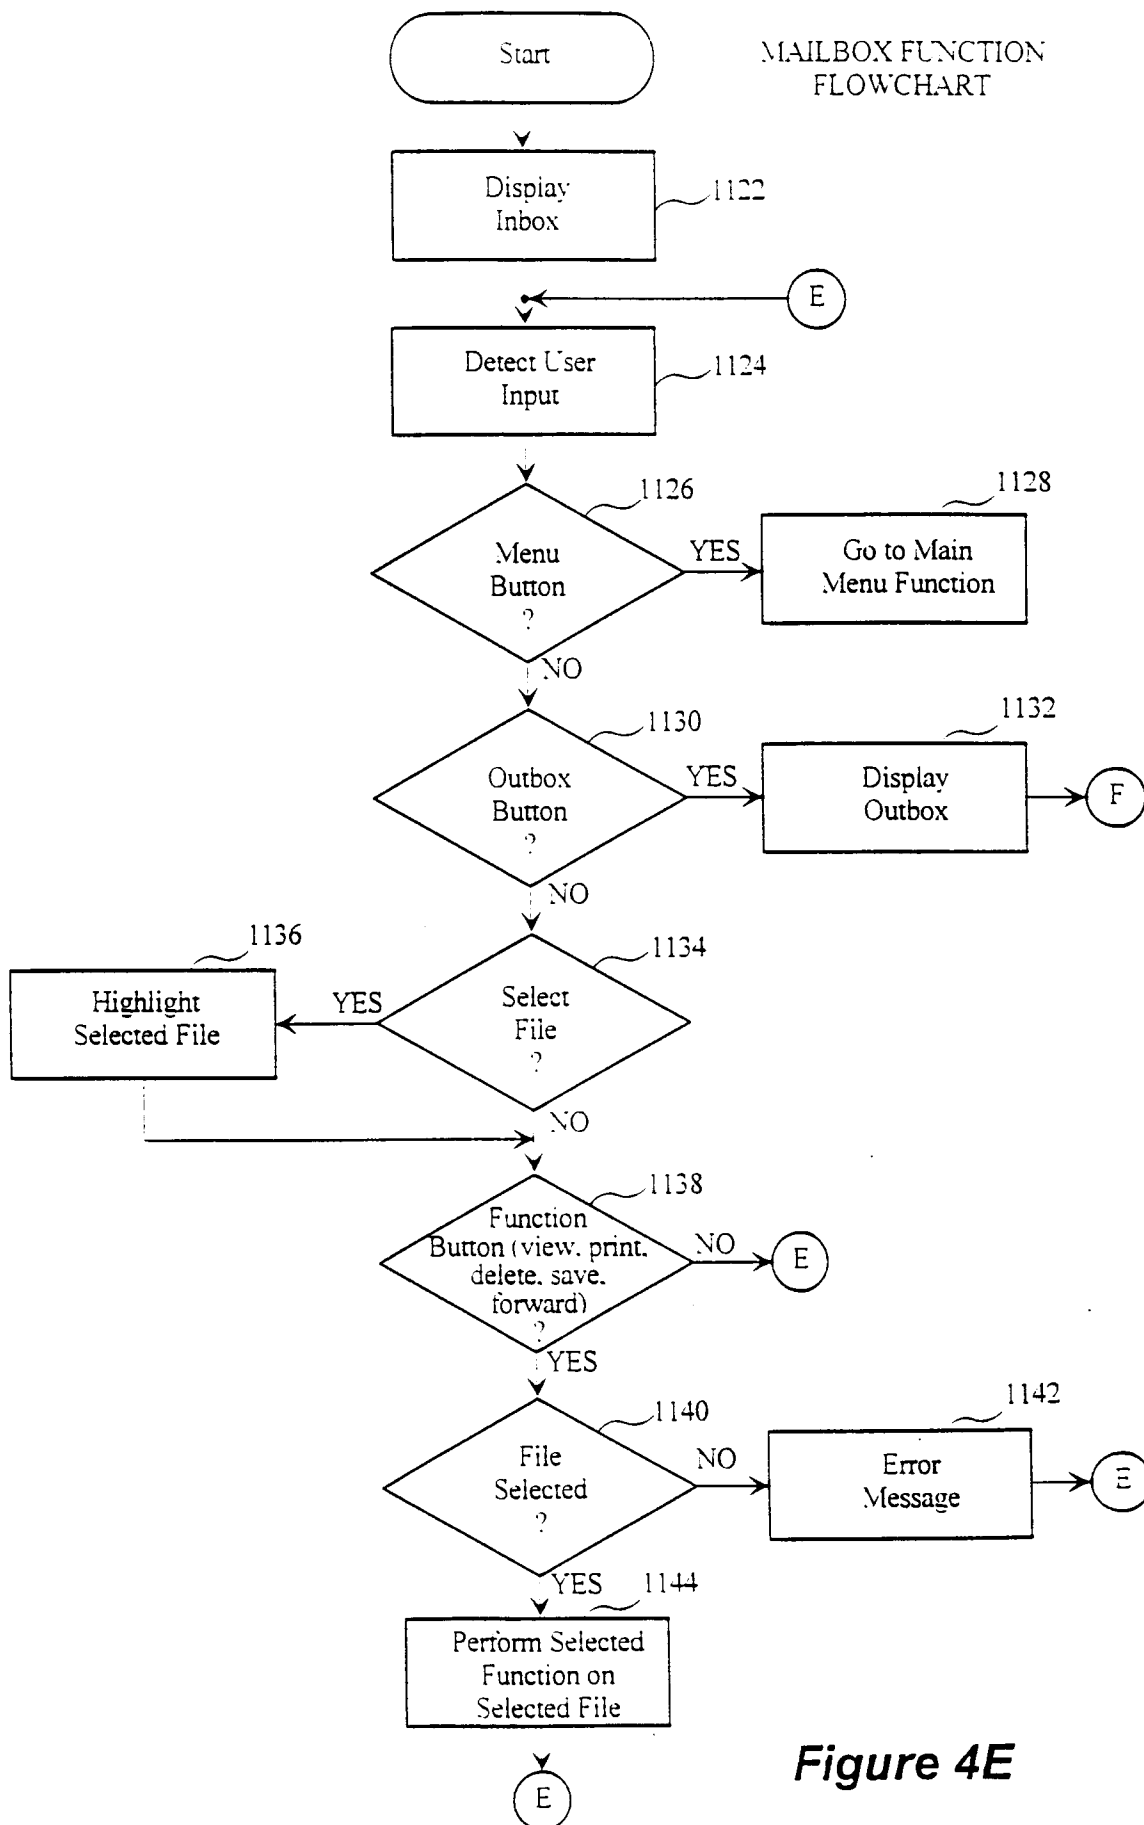 Start
MAILBOX FUNCTION
FLOWCHART
Display
Inbox
1122
E
Detect User
Input
1124
1126
Menu
Button
?
YES
1128
Go to Main
Menu Function
NO
1130
Outbox
Button
?
YES
1132
Display
Outbox
F
NO
1136
Highlight
Selected File
YES
1134
Select
File
?
NO
1138
Function
Button (view, print,
delete, save,
forward)
?
NO
E
YES
1140
File
Selected
?
NO
1142
Error
Message
E
YES
1144
Perform Selected
Function on
Selected File
E
Figure 4E